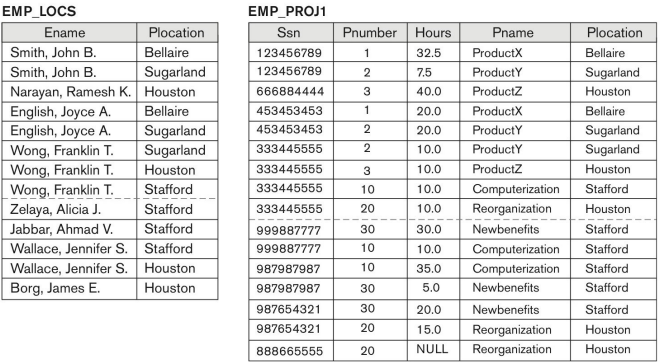 EMP_LOCS
Ename Plocation
Smith, John B. Bellaire
Smith, John B. Sugarland
Narayan, Ramesh K. Houston
English, Joyce A. Bellaire
English, Joyce A. Sugarland
Wong, Franklin T. Sugarland
Wong, Franklin T. Houston
Wong, Franklin T. Stafford
Zelaya, Alicia J. Stafford
Jabbar, Ahmad V. Stafford
Wallace, Jennifer S. Stafford
Wallace, Jennifer S. Houston
Borg, James E. Houston
EMP_PROJ1
Ssn Pnumber Hours Pname Plocation
123456789 1 32.5 ProductX Bellaire
123456789 2 7.5 ProductY Sugarland
666884444 3 40.0 ProductZ Houston
453453453 1 20.0 ProductX Bellaire
453453453 2 20.0 ProductY Sugarland
333445555 2 10.0 ProductY Sugarland
333445555 3 10.0 ProductZ Houston
333445555 10 10.0 Computerization Stafford
333445555 20 10.0 Reorganization Houston
999887777 30 30.0 Newbenefits Stafford
999887777 10 10.0 Computerization Stafford
987987987 10 35.0 Computerization Stafford
987987987 30 5.0 Newbenefits Stafford
987654321 30 20.0 Newbenefits Stafford
987654321 20 15.0 Reorganization Houston
888665555 20 NULL Reorganization Houston